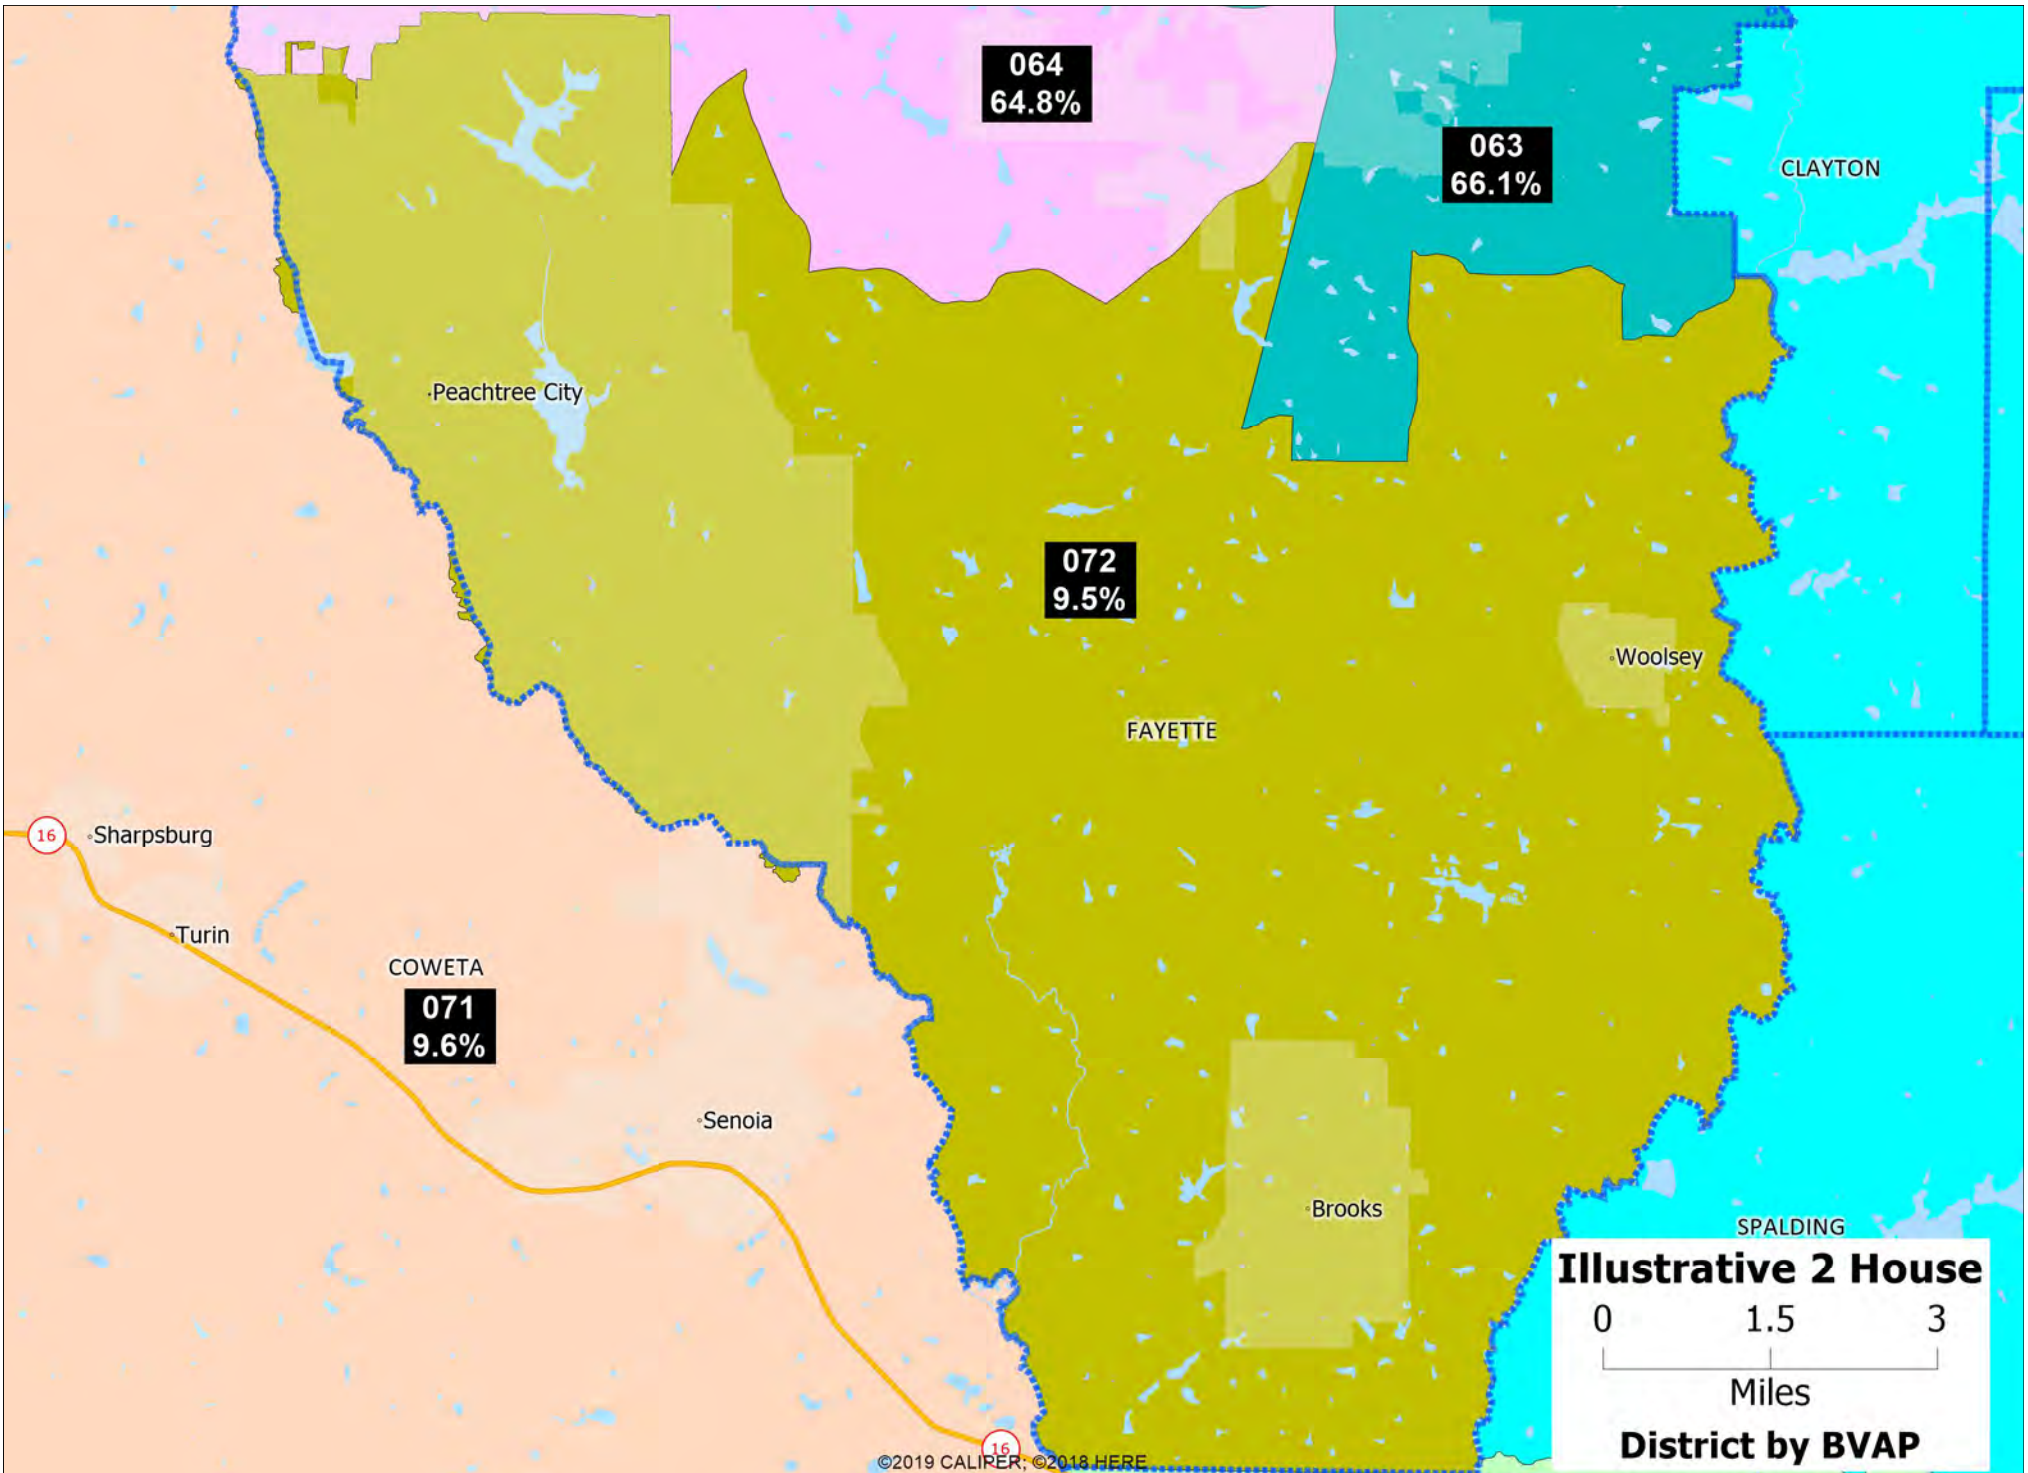 064
64.8%
063
66.1%
CLAYTON
Peachtree City
072
9.5%
Woolsey
FAYETTE
16
Sharpsburg
Turin
COWETA
071
9.6%
Senoia
Brooks
SPALDING
Illustrative 2 House
0 1.5 3
Miles
District by BVAP
16
©2019 CALIPER; ©2018 HERE